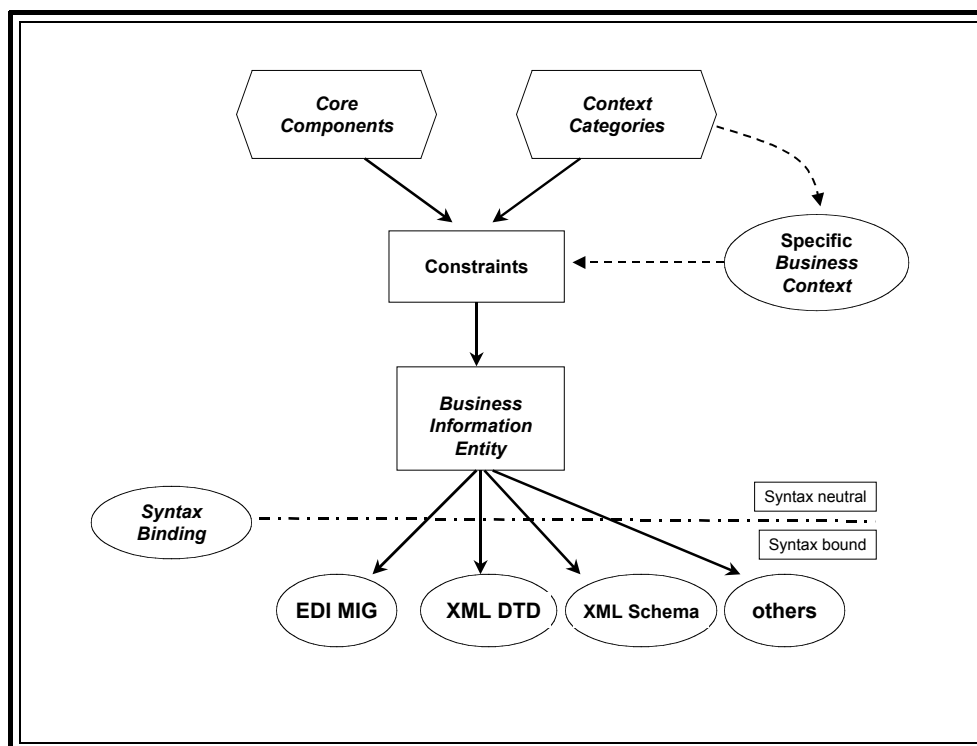 Core
Components
Context
Categories
Constraints
Specific
Business
Context
Business
Information
Entity
Syntax neutral
Syntax
Binding
Syntax bound
EDI MIG
XML DTD
XML Schema
others